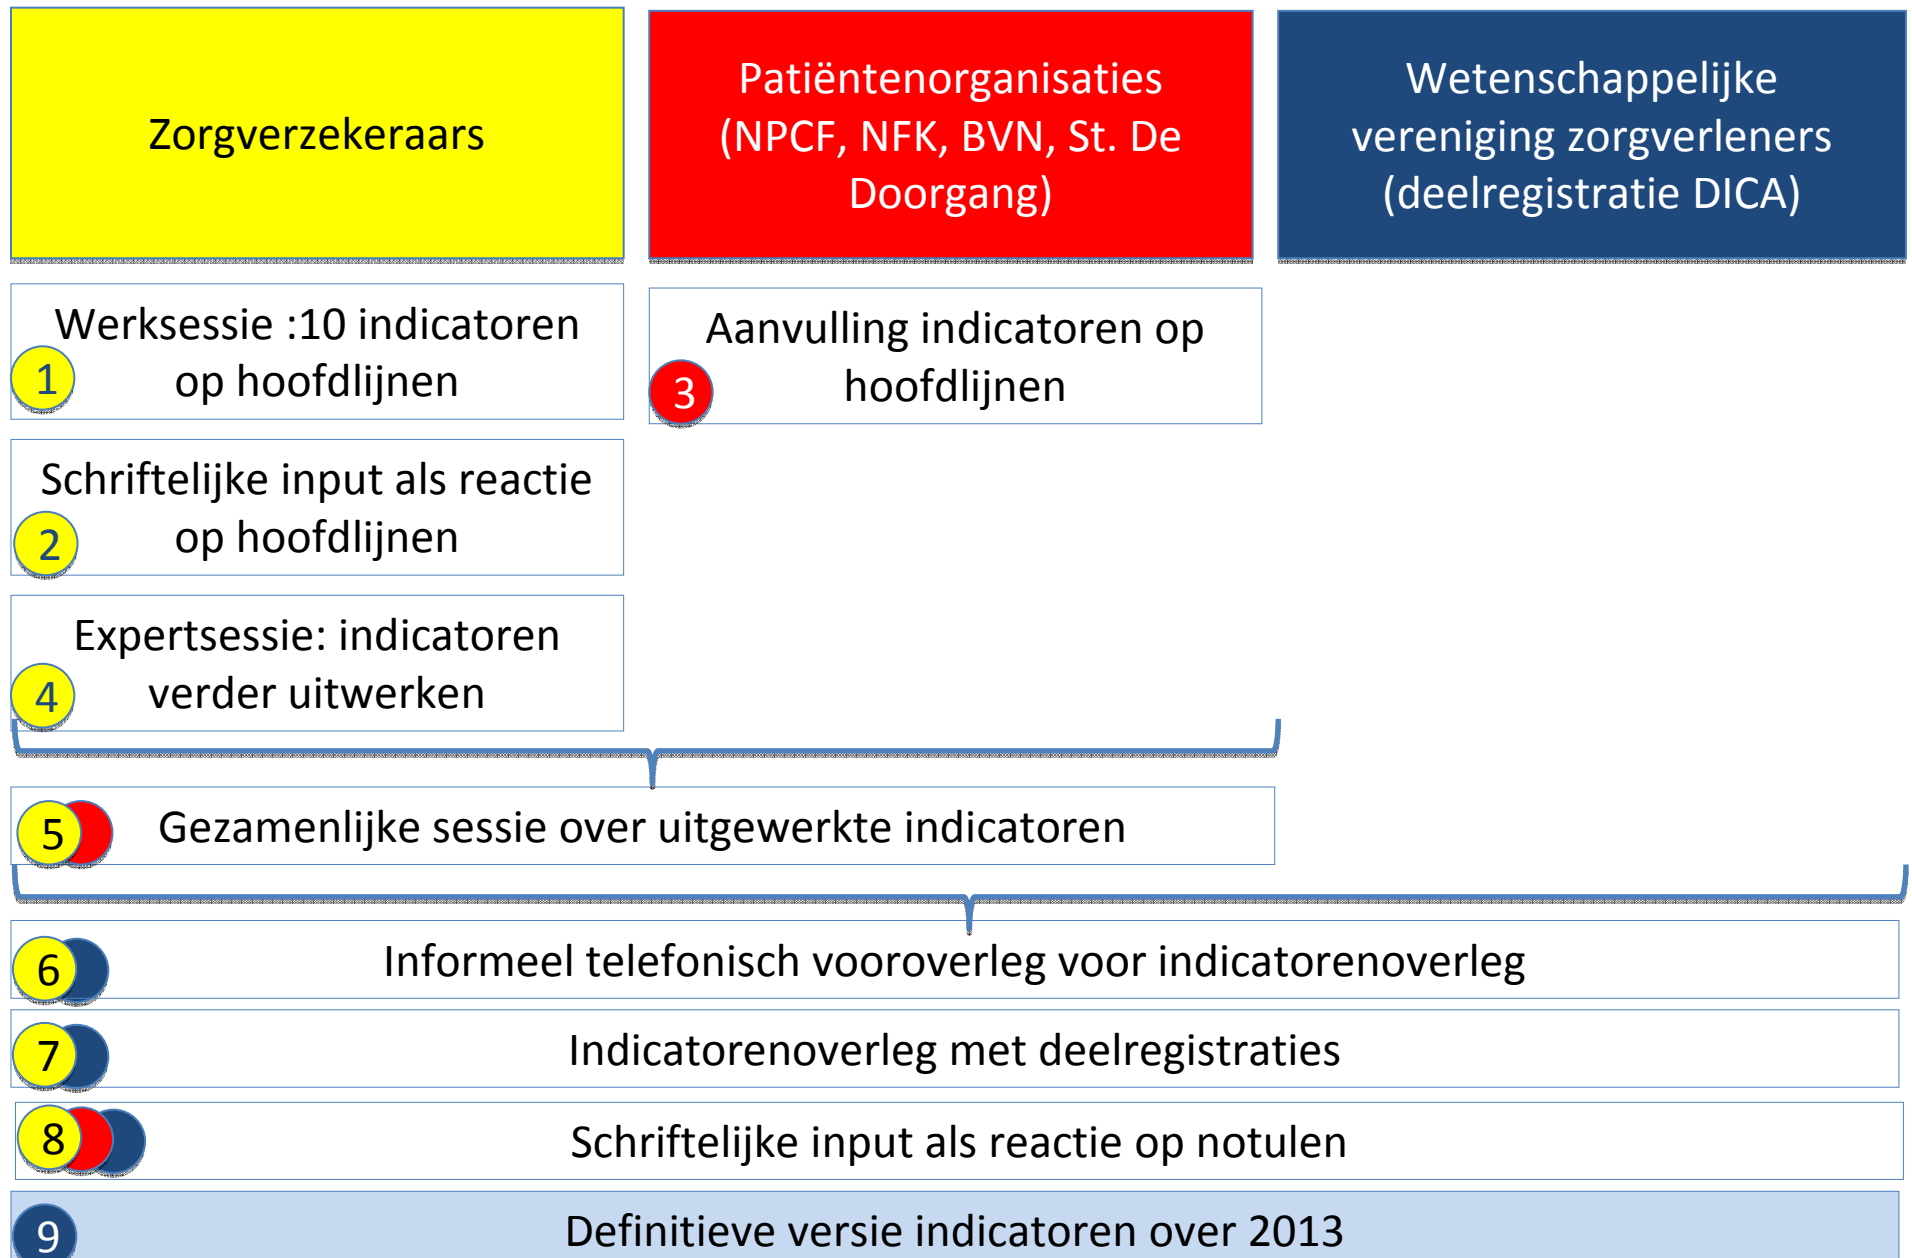 Zorgverzekeraars
Patiëntenorganisaties
(NPCF, NFK, BVN, St. De
Doorgang)
Wetenschappelijke
vereniging zorgverleners
(deelregistratie DICA)
Werksessie :10 indicatoren
op hoofdlijnen
1
Aanvulling indicatoren op
hoofdlijnen
3
Schriftelijke input als reactie
op hoofdlijnen
2
Expertsessie: indicatoren
verder uitwerken
4
5 Gezamenlijke sessie over uitgewerkte indicatoren
6 Informeel telefonisch vooroverleg voor indicatorenoverleg
7 Indicatorenoverleg met deelregistraties
8 Schriftelijke input als reactie op notulen
9 Definitieve versie indicatoren over 2013